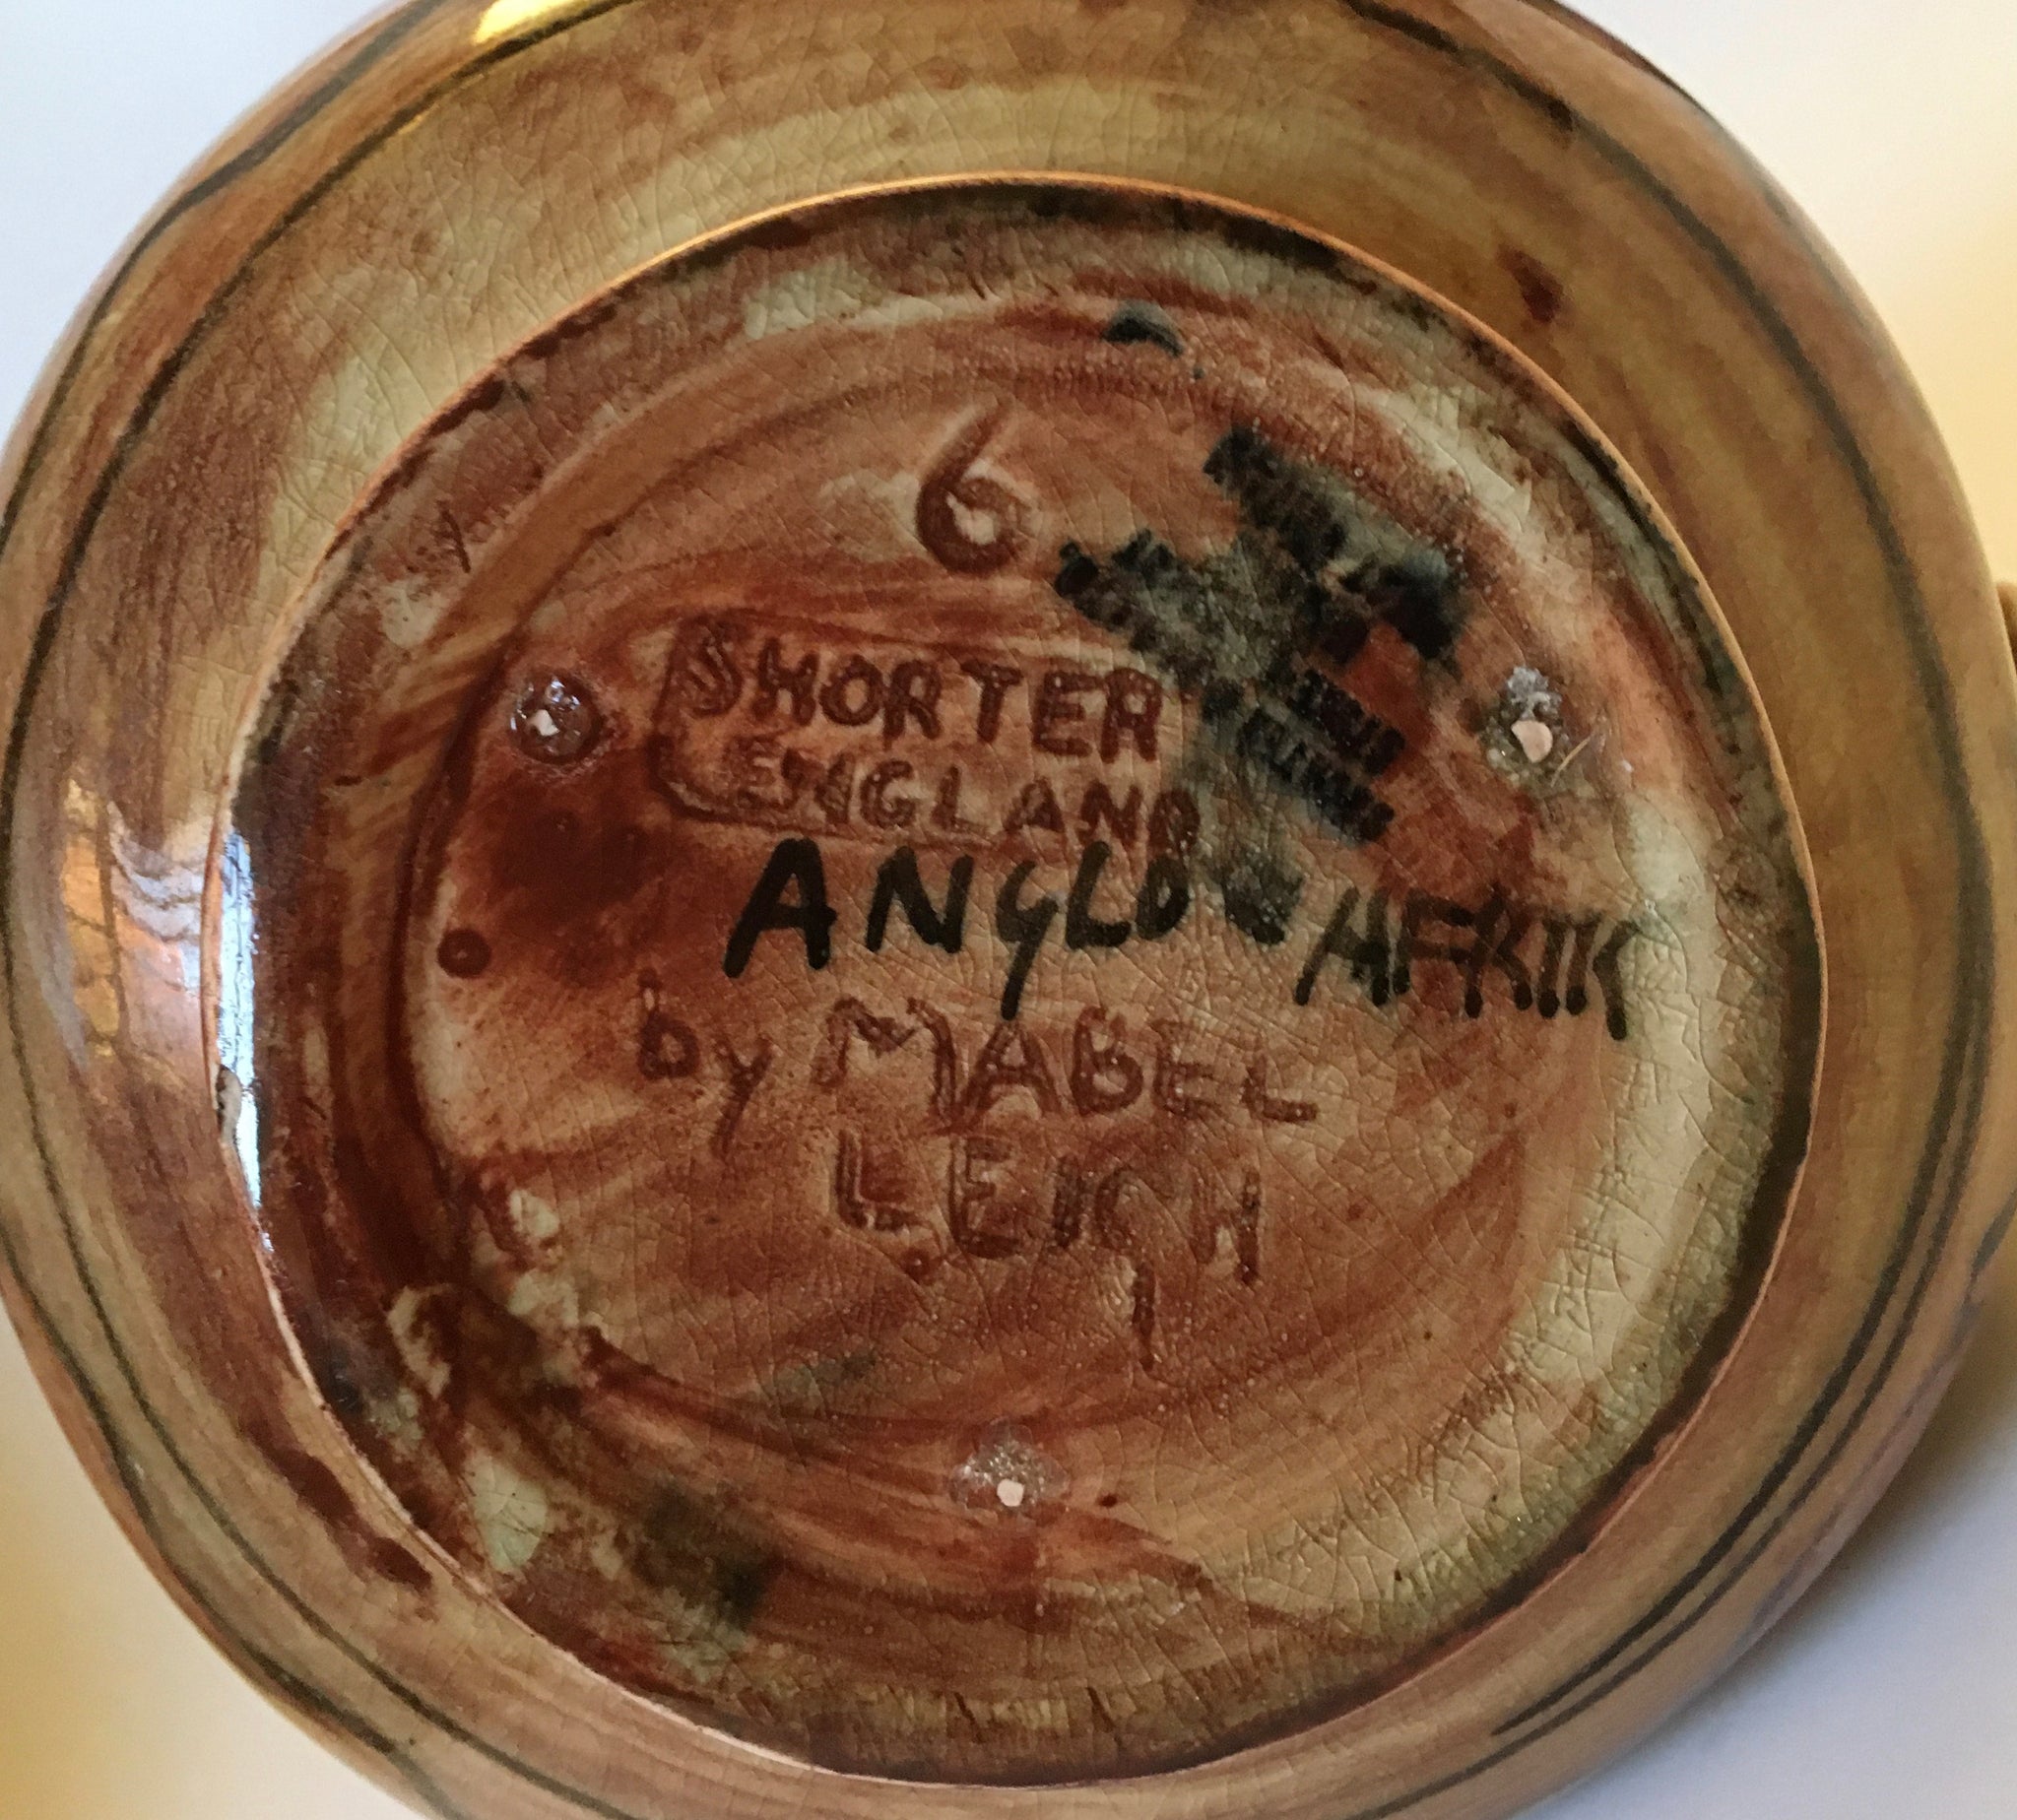 6
SHORTER
ENGLAND
ANGLO AFRIK
by MABEL
LEIGH